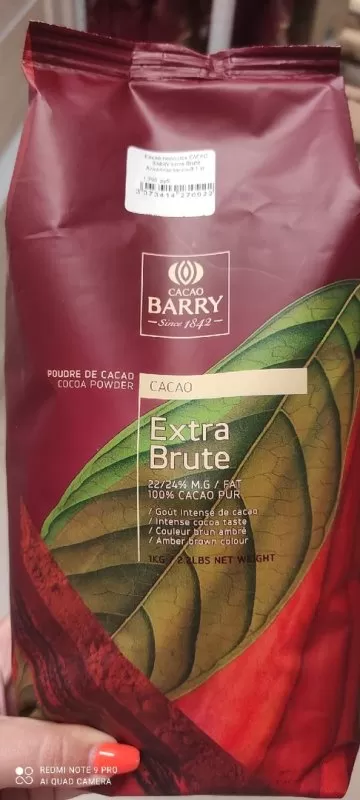 3073416270022
CACAO
BARRY
Since 1842
POUDRE DE CACAO
COCOA POWDER
CACAO
Extra
Brute
22/24% M.G / FAT
100% CACAO PUR
/ Goût intense de cacao
/ Intense cocoa taste
/ Couleur brun ambré
/ Amber brown colour
1KG / 2.2LBS NET WEIGHT
REDMI NOTE 9 PRO
AI QUAD CAMERA